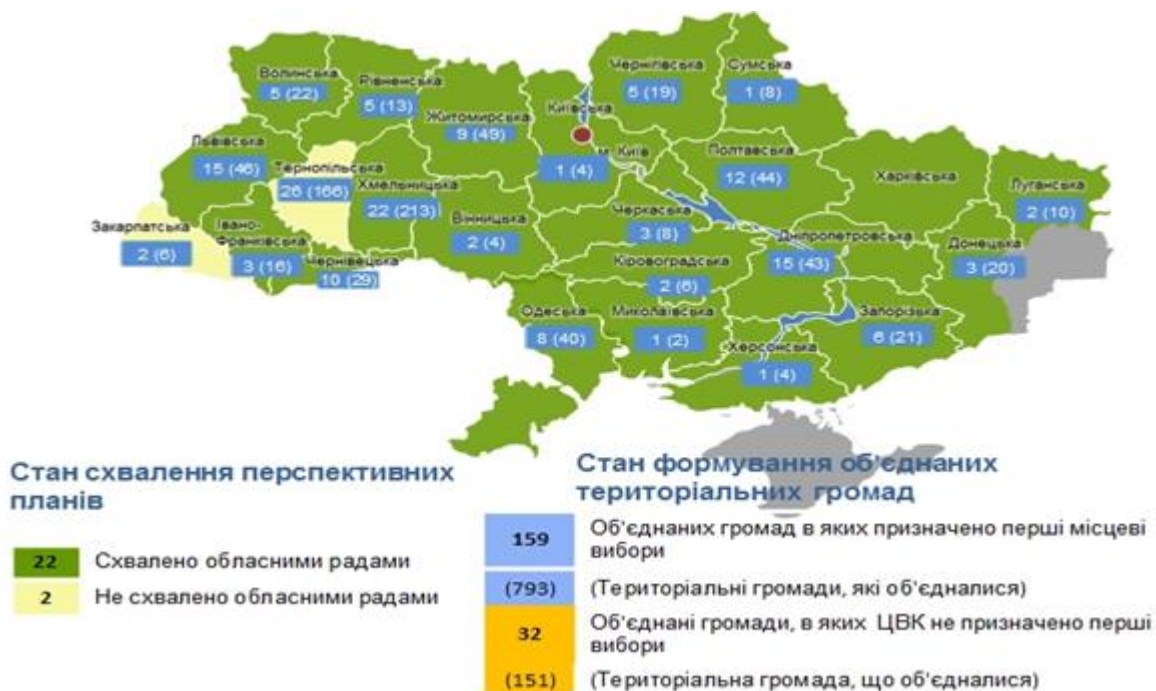 Волинська
5 (22)
Рівненська
5 (13)
Житомирська
9 (49)
Київська
1 (4)
м. Київ
Чернігівська
5 (19)
Сумська
1 (8)
Львівська
15 (46)
Тернопільська
26 (166)
Хмельницька
22 (213)
Вінницька
2 (4)
Черкаська
3 (8)
Полтавська
12 (44)
Харківська
Луганська
2 (10)
Закарпатська
2 (6)
Івано-
Франківська
3 (16)
Чернівецька
10 (29)
Кіровоградська
2 (6)
Дніпропетровська
15 (43)
Донецька
3 (20)
Одеська
8 (40)
Миколаївська
1 (2)
Херсонська
1 (4)
Запорізька
6 (21)
Стан схвалення перспективних
планів
22 Схвалено обласними радами
2 Не схвалено обласними радами
Стан формування об'єднаних
територіальних громад
159 Об'єднаних громад в яких призначено перші місцеві
вибори
(793) (Територіальні громади, які об'єдналися)
32 Об'єднані громади, в яких ЦВК не призначено перші
вибори
(151) (Територіальна громада, що об'єдналися)